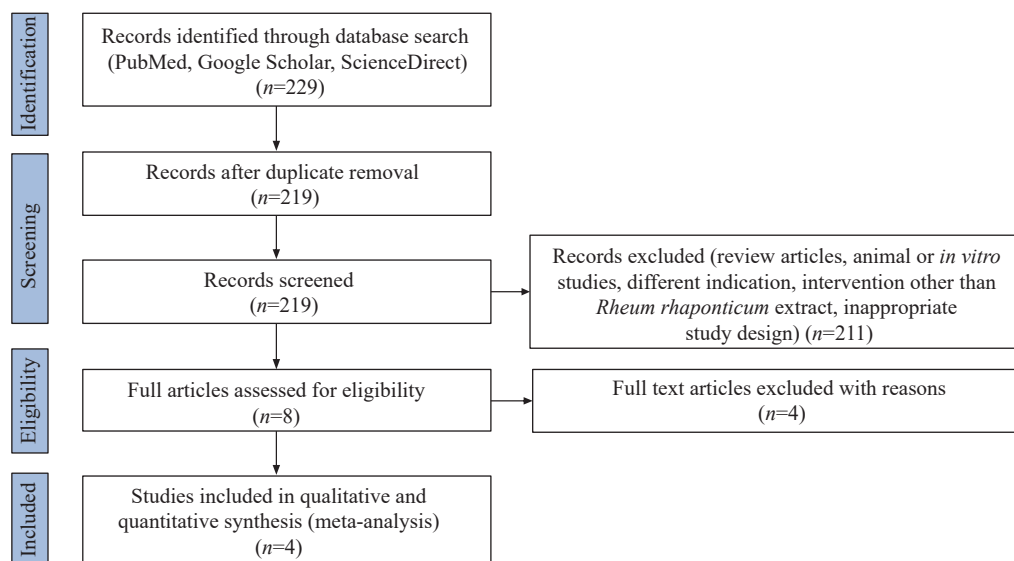 Identification
Records identified through database search
(PubMed, Google Scholar, ScienceDirect)
(n=229)
Screening
Records after duplicate removal
(n=219)
Records screened
(n=219)
Records excluded (review articles, animal or in vitro
studies, different indication, intervention other than
Rheum rhaponticum extract, inappropriate
study design) (n=211)
Eligibility
Full articles assessed for eligibility
(n=8)
Full text articles excluded with reasons
(n=4)
Included
Studies included in qualitative and
quantitative synthesis (meta-analysis)
(n=4)